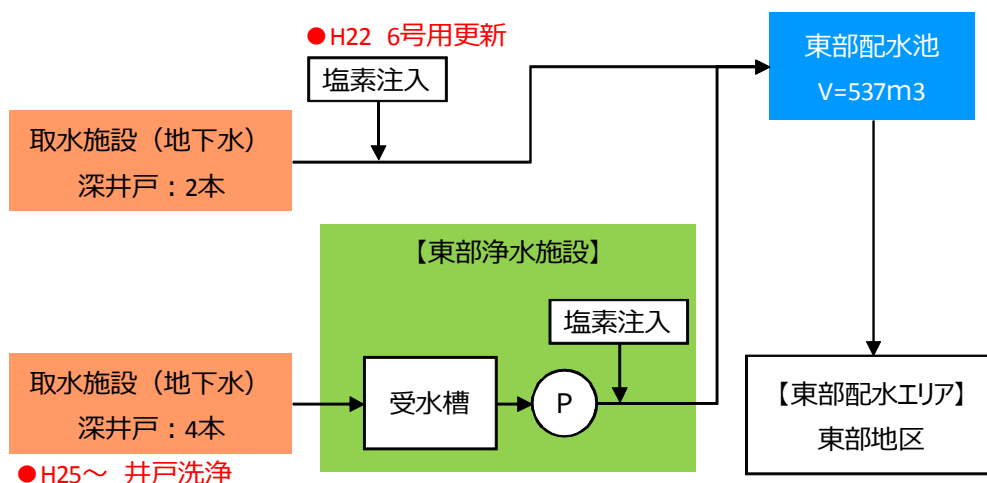 ●H22 6号用更新
塩素注入
東部配水池
V=537m3
取水施設（地下水）
深井戸：2本
【東部浄水施設】
塩素注入
取水施設（地下水）
深井戸：4本
受水槽
P
【東部配水エリア】
東部地区
●H25～ 井戸洗浄